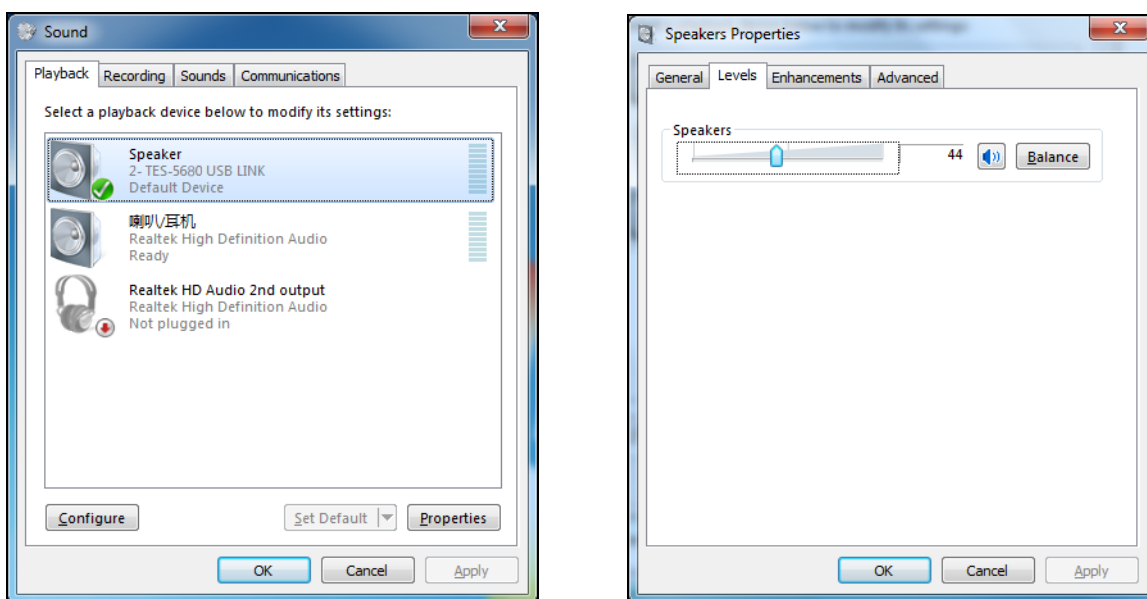 Sound
Playback Recording Sounds Communications
Select a playback device below to modify its settings:
Speaker
2- TES-5680 USB LINK
Default Device
喇叭/耳机
Realtek High Definition Audio
Ready
Realtek HD Audio 2nd output
Realtek High Definition Audio
Not plugged in
Configure Set Default Properties
OK Cancel Apply
Speakers Properties
General Levels Enhancements Advanced
Speakers
44 Balance
OK Cancel Apply